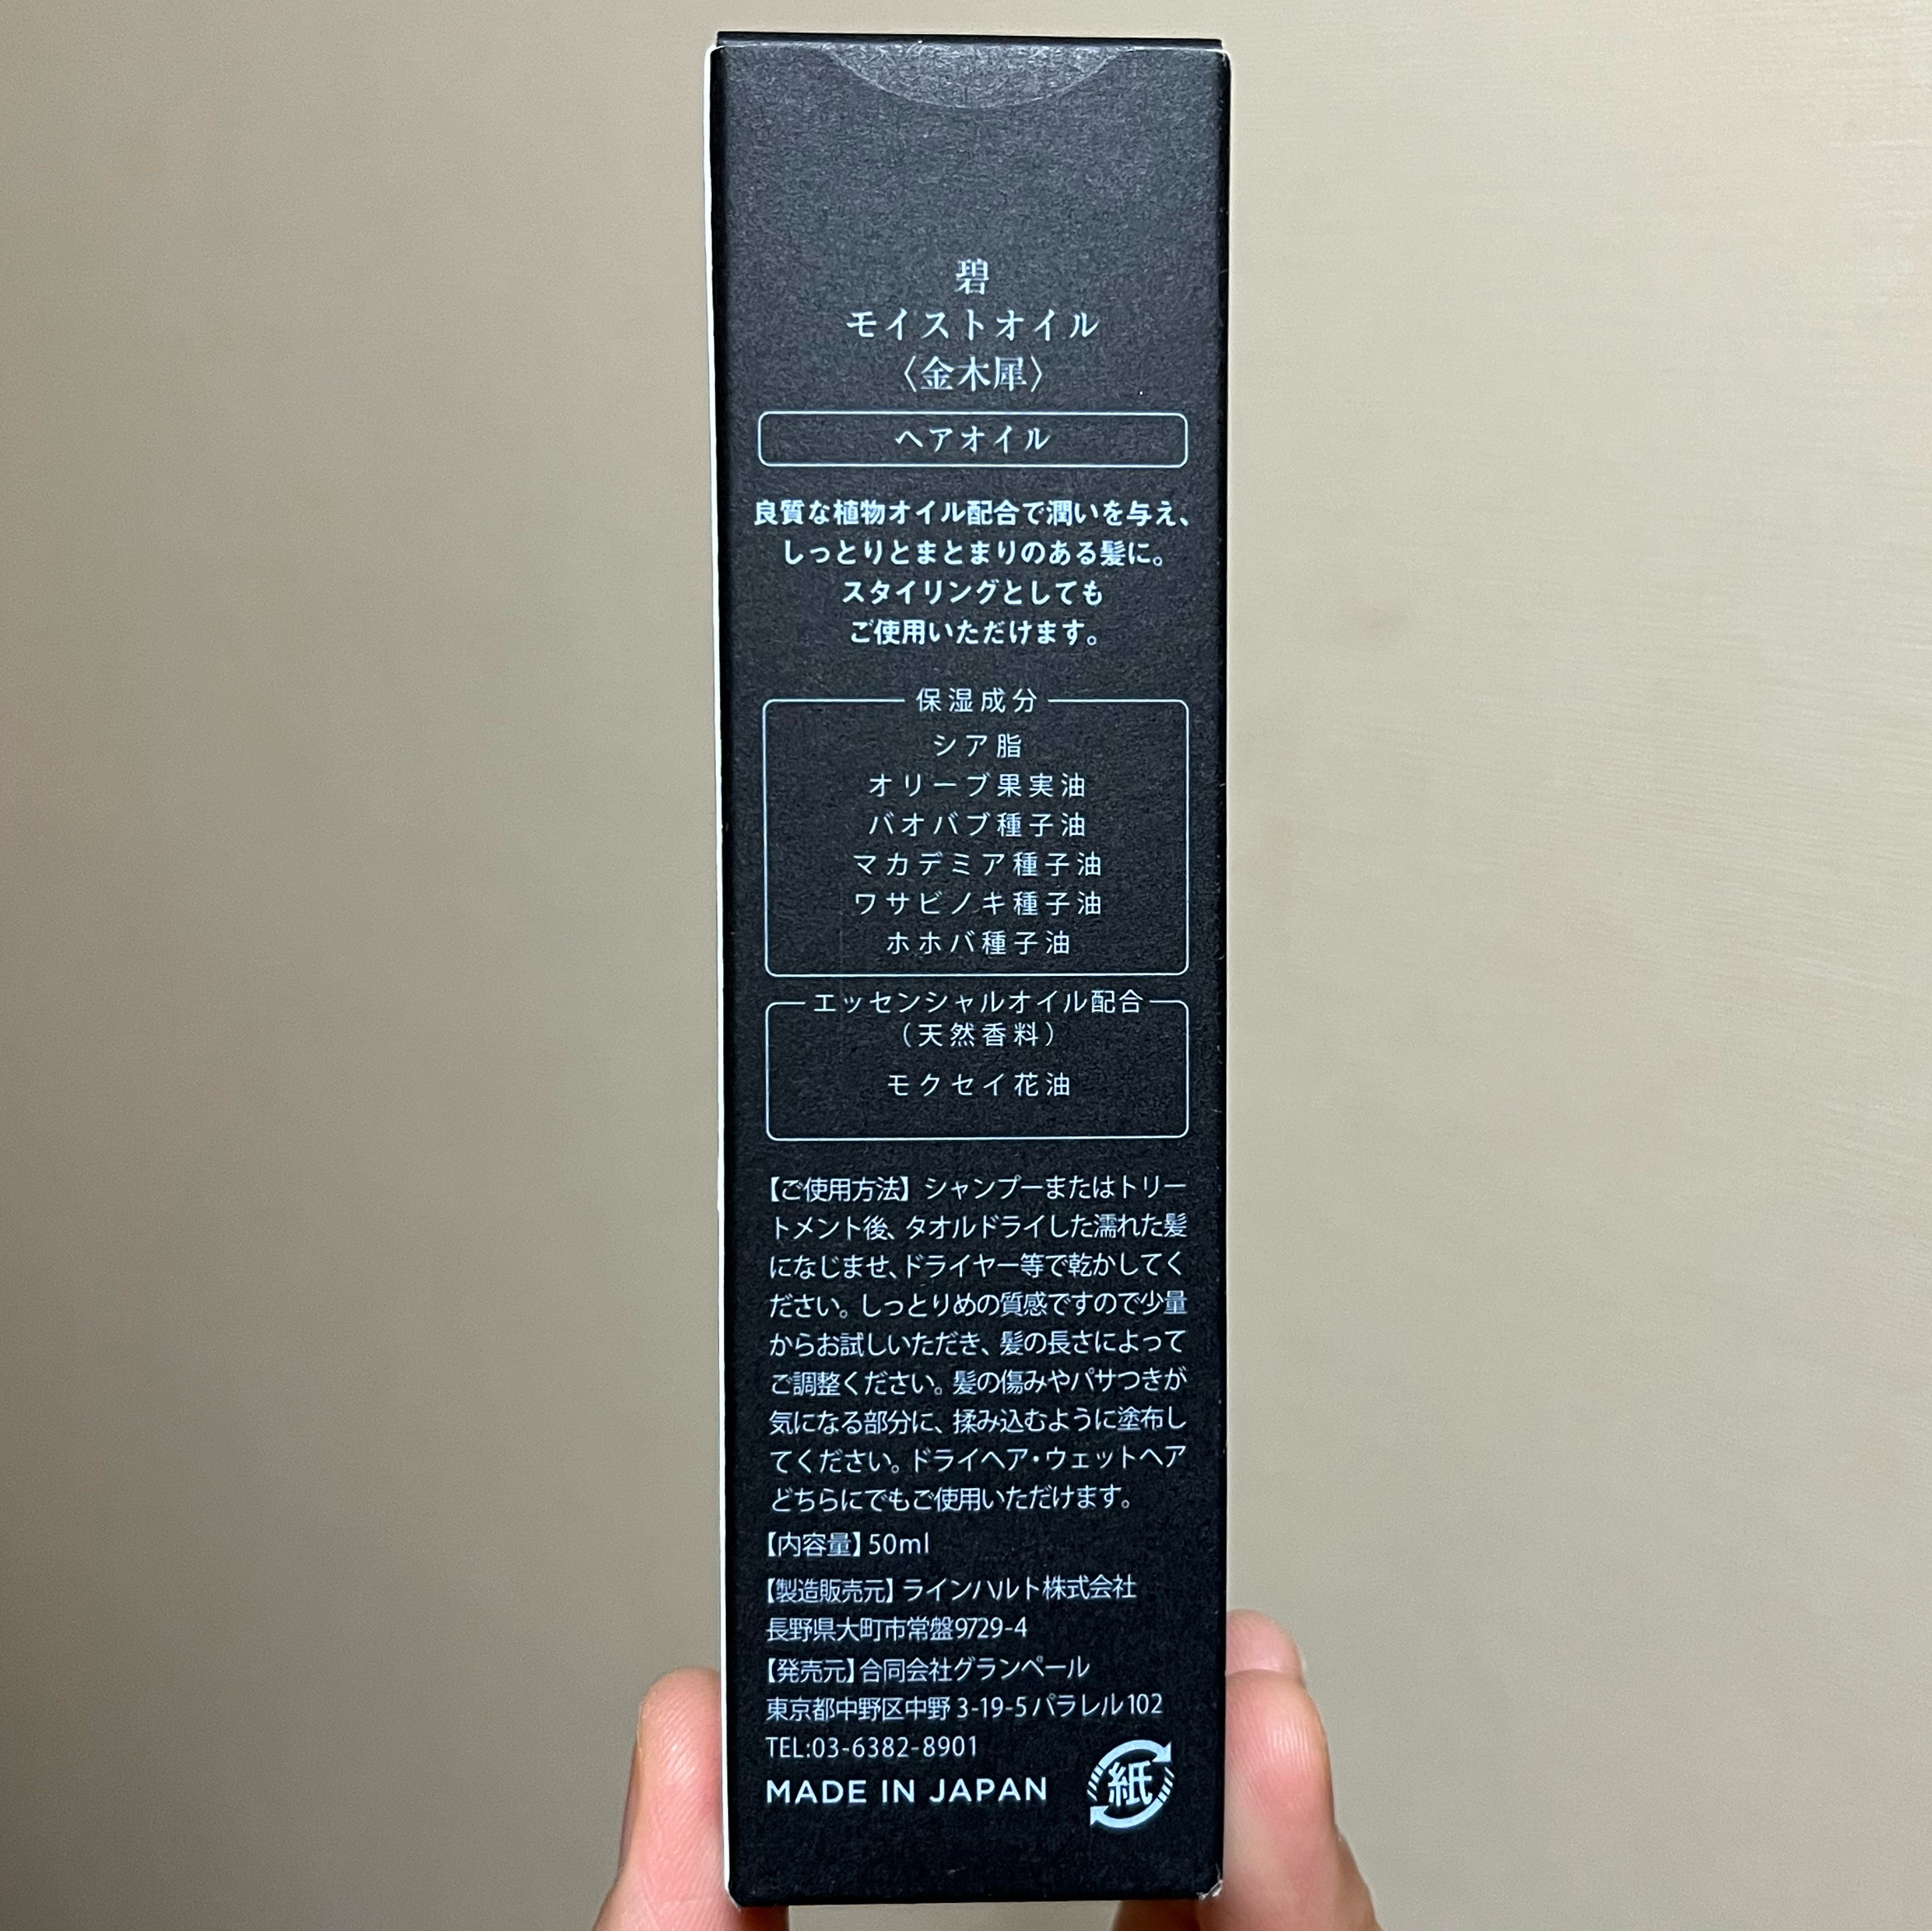 碧
モイストオイル
〈金木犀〉
ヘアオイル
良質な植物オイル配合で潤いを与え、
しっとりとまとまりのある髪に。
スタイリングとしても
ご使用いただけます。
保湿成分
シア脂
オリーブ果実油
バオバブ種子油
マカデミア種子油
ワサビノキ種子油
ホホバ種子油
エッセンシャルオイル配合
（天然香料）
モクセイ花油
【ご使用方法】シャンプーまたはトリー
トメント後、タオルドライした濡れた髪
になじませ、ドライヤー等で乾かしてく
ださい。しっとりめの質感ですので少量
からお試しいただき、髪の長さによって
ご調整ください。髪の傷みやパサつきが
気になる部分に、揉み込むように塗布し
てください。ドライヘア・ウェットヘア
どちらにでもご使用いただけます。
【内容量】50ml
【製造販売元】ラインハルト株式会社
長野県大町市常盤9729-4
【発売元】合同会社グランペール
東京都中野区中野3-19-5パラレル102
TEL:03-6382-8901
MADE IN JAPAN
紙